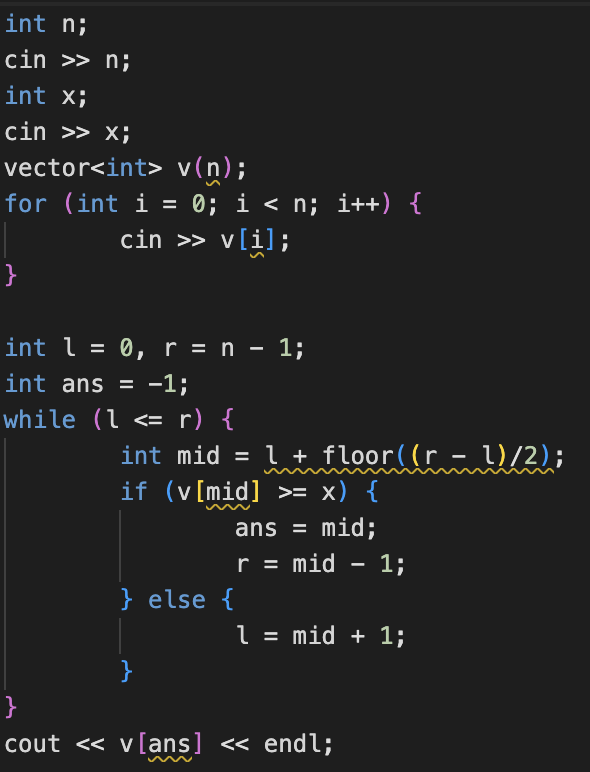 int n;
cin >> n;
int x;
cin >> x;
vector<int> v(n);
for (int i = 0; i < n; i++) {
        cin >> v[i];
}

int l = 0, r = n - 1;
int ans = -1;
while (l <= r) {
        int mid = l + floor((r - l)/2);
        if (v[mid] >= x) {
                ans = mid;
                r = mid - 1;
        } else {
                l = mid + 1;
        }
}
cout << v[ans] << endl;